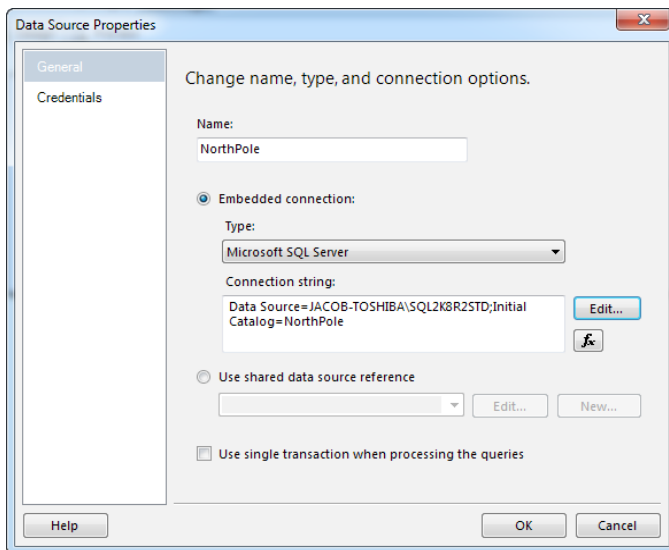 Data Source Properties
General
Credentials
Change name, type, and connection options.
Name:
NorthPole
Embedded connection:
Type:
Microsoft SQL Server
Connection string:
Data Source=JACOB-TOSHIBA\SQL2K8R2STD;Initial
Catalog=NorthPole
Edit...
fx
Use shared data source reference
Edit...
New...
Use single transaction when processing the queries
Help
OK
Cancel